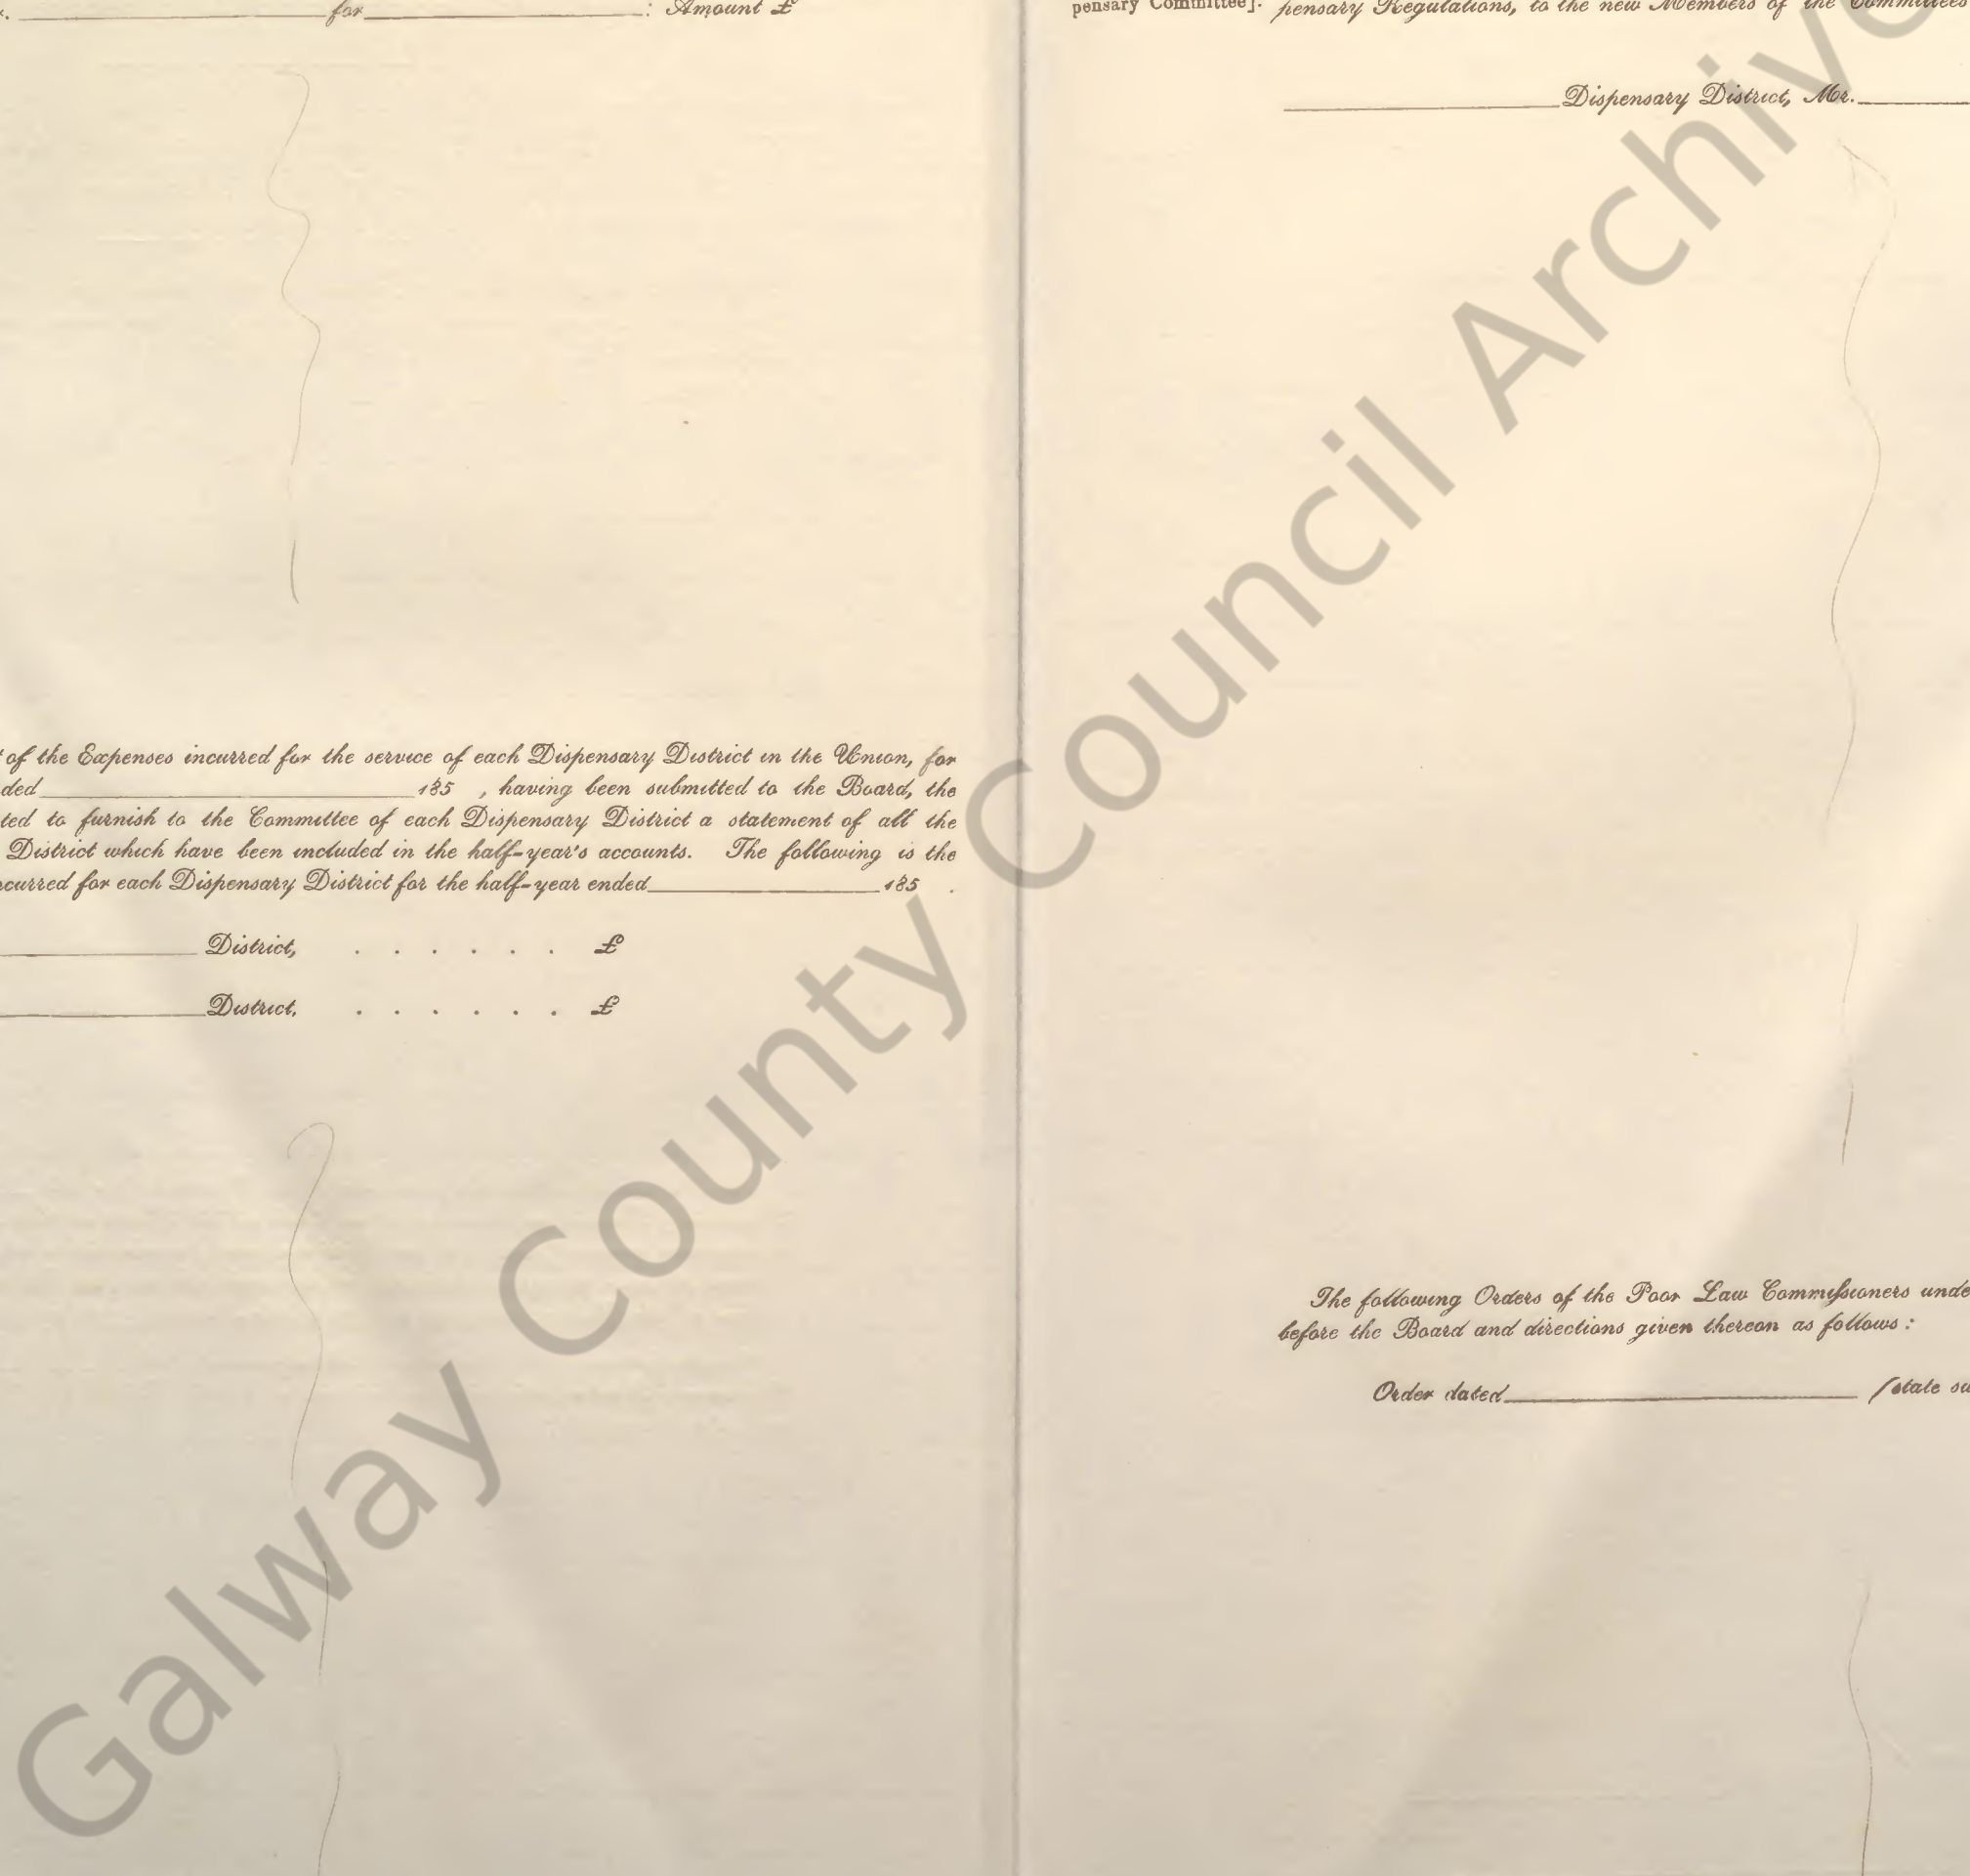 for : Amount £
of the Expenses incurred for the service of each Dispensary District in the Union, for
ded 185 , having been submitted to the Board, the
ted to furnish to the Committee of each Dispensary District a statement of all the
District which have been included in the half-year's accounts. The following is the
curred for each Dispensary District for the half-year ended 185 .
District, . . . . . . £
District. . . . . . . £
pensary Committee]. pensary Regulations, to the new Members of the Committees
Dispensary District, Mr.
The following Orders of the Poor Law Commissioners unde
before the Board and directions given thereon as follows :
Order dated (state su
Galway County Council Archive